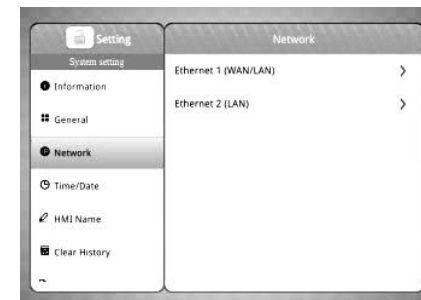 Setting
System setting
Information
General
Network
Time/Date
HMI Name
Clear History
Network
Ethernet 1 (WAN/LAN)
Ethernet 2 (LAN)